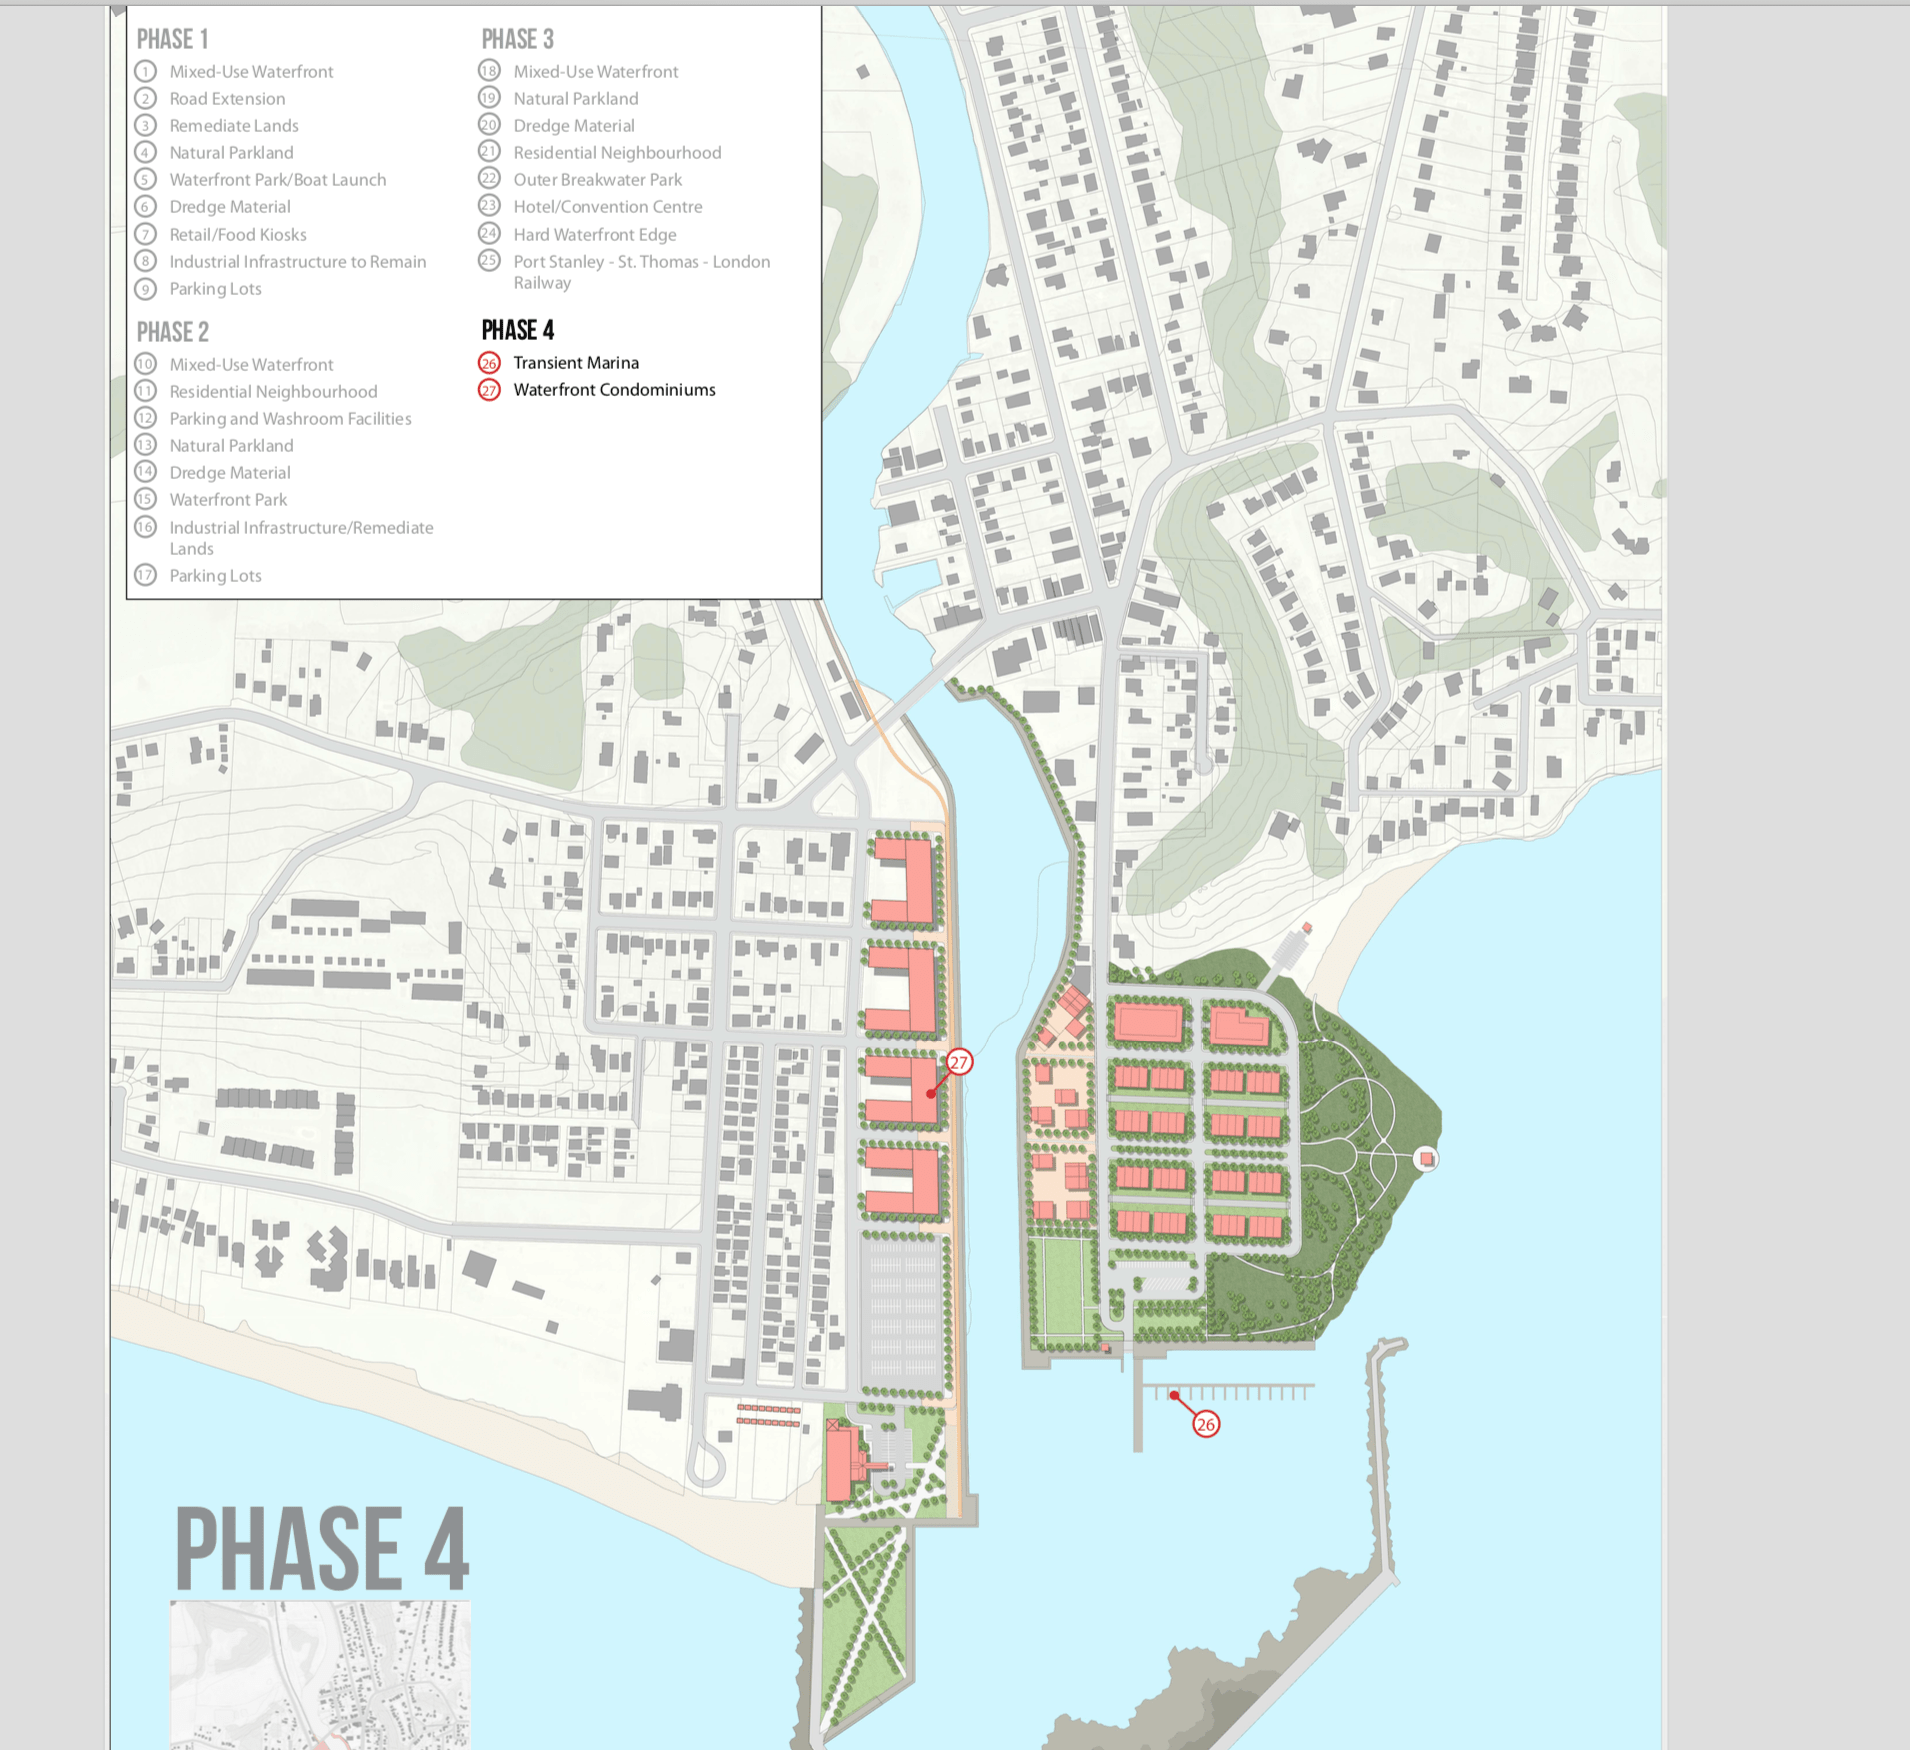 PHASE 1
1 Mixed-Use Waterfront
2 Road Extension
3 Remediate Lands
4 Natural Parkland
5 Waterfront Park/Boat Launch
6 Dredge Material
7 Retail/Food Kiosks
8 Industrial Infrastructure to Remain
9 Parking Lots
PHASE 2
10 Mixed-Use Waterfront
11 Residential Neighbourhood
12 Parking and Washroom Facilities
13 Natural Parkland
14 Dredge Material
15 Waterfront Park
16 Industrial Infrastructure/Remediate
Lands
17 Parking Lots
PHASE 3
18 Mixed-Use Waterfront
19 Natural Parkland
20 Dredge Material
21 Residential Neighbourhood
22 Outer Breakwater Park
23 Hotel/Convention Centre
24 Hard Waterfront Edge
25 Port Stanley - St. Thomas - London
Railway
PHASE 4
26 Transient Marina
27 Waterfront Condominiums
27
26
PHASE 4